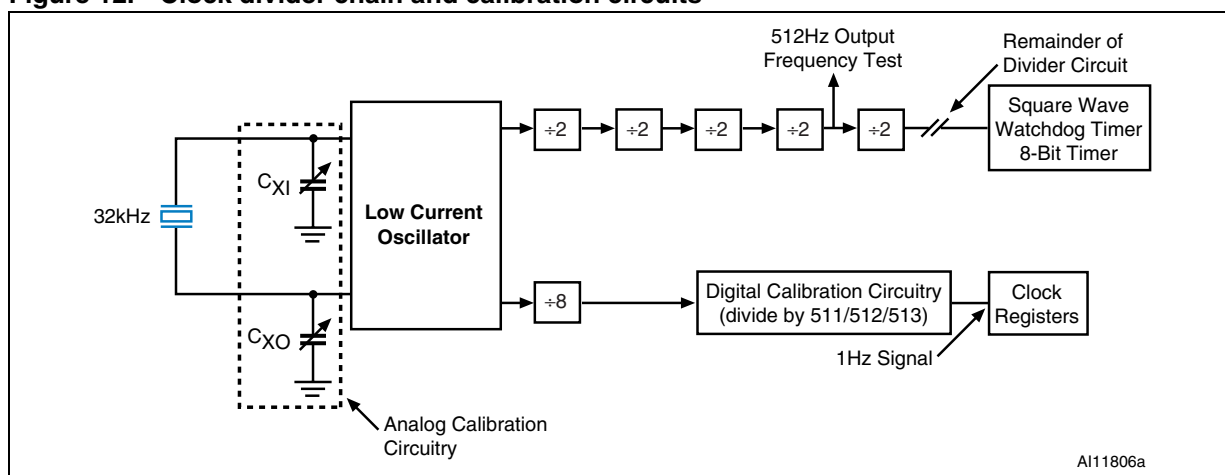 Figure 12. Clock divider chain and calibration circuits
512Hz Output
Frequency Test
Remainder of
Divider Circuit
÷2
÷2
÷2
÷2
÷2
Square Wave
Watchdog Timer
8-Bit Timer
CXI
32kHz
Low Current
Oscillator
÷8
Digital Calibration Circuitry
(divide by 511/512/513)
Clock
Registers
CXO
1Hz Signal
Analog Calibration
Circuitry
AI11806a